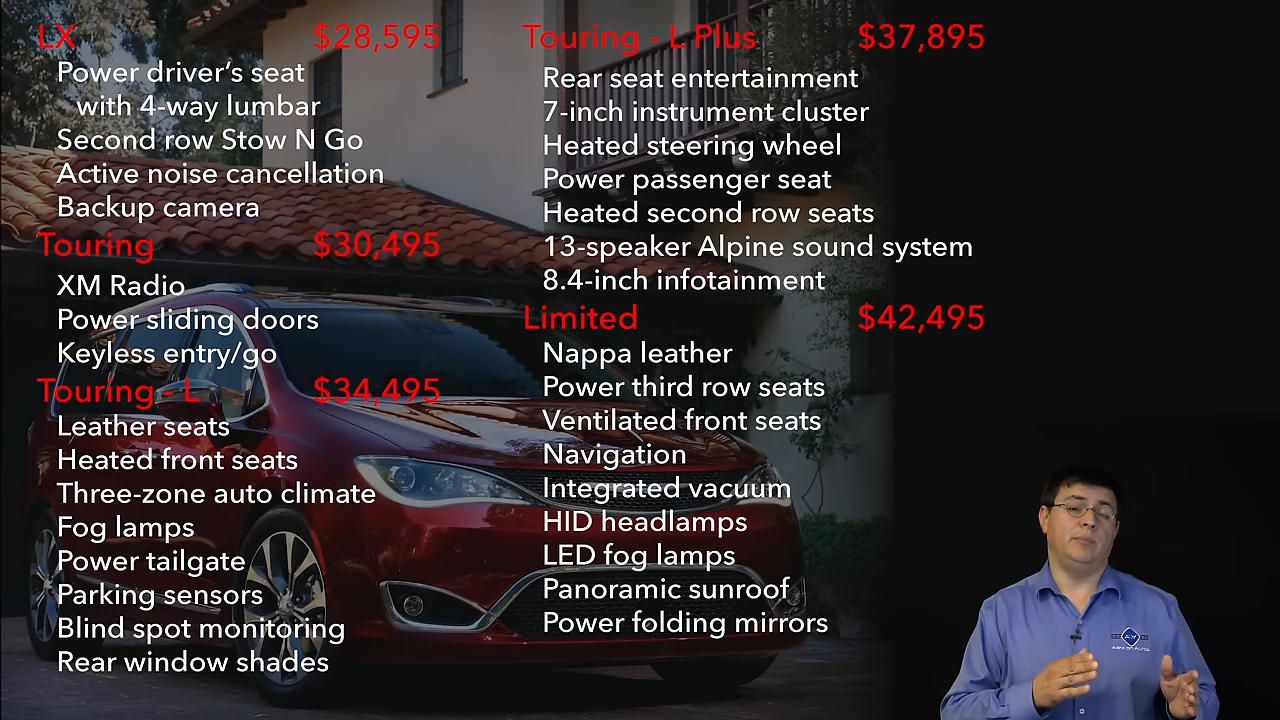 LX $28,595
Power driver’s seat
with 4-way lumbar
Second row Stow N Go
Active noise cancellation
Backup camera
Touring $30,495
XM Radio
Power sliding doors
Keyless entry/go
Touring - L $34,495
Leather seats
Heated front seats
Three-zone auto climate
Fog lamps
Power tailgate
Parking sensors
Blind spot monitoring
Rear window shades
Touring - L Plus $37,895
Rear seat entertainment
7-inch instrument cluster
Heated steering wheel
Power passenger seat
Heated second row seats
13-speaker Alpine sound system
8.4-inch infotainment
Limited $42,495
Nappa leather
Power third row seats
Ventilated front seats
Navigation
Integrated vacuum
HID headlamps
LED fog lamps
Panoramic sunroof
Power folding mirrors
Alex on Autos